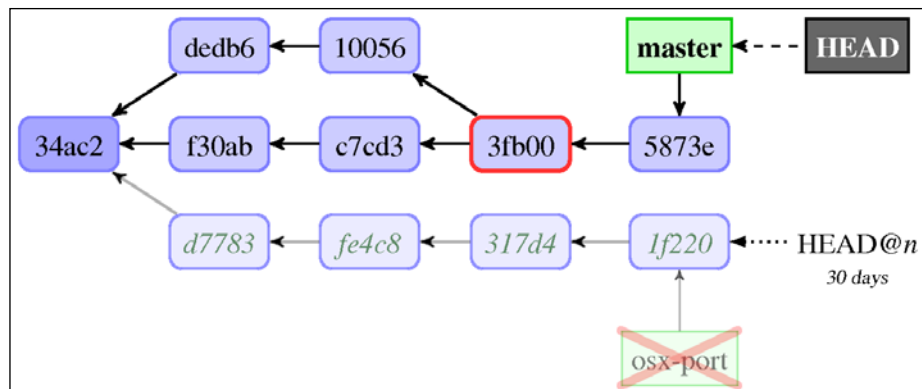 dedb6 10056 master HEAD
34ac2 f30ab c7cd3 3fb00 5873e
d7783 fe4c8 317d4 1f220 HEAD@n
30 days
osx-port